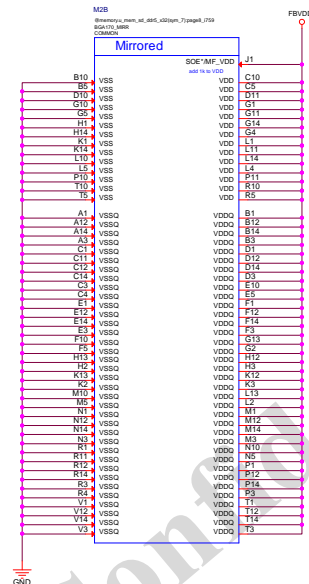 M2B
@memory.u_mem_sd_ddr5_x32(sym_7):page8_i759
BGA170_MIRR
COMMON
FBVDD
Mirrored
SOE*/MF_VDD J1
add 1k to VDD
B10 VSS VDD C10
B5 VSS VDD C5
D10 VSS VDD D11
G10 VSS VDD G1
G5 VSS VDD G11
H1 VSS VDD G14
H14 VSS VDD G4
K1 VSS VDD L1
K14 VSS VDD L11
L10 VSS VDD L14
L5 VSS VDD L4
P10 VSS VDD P11
T10 VSS VDD R10
T5 VSS VDD R5
A1 VSSQ VDDQ B1
A12 VSSQ VDDQ B12
A14 VSSQ VDDQ B14
A3 VSSQ VDDQ B3
C1 VSSQ VDDQ D1
C11 VSSQ VDDQ D12
C12 VSSQ VDDQ D14
C14 VSSQ VDDQ D3
C3 VSSQ VDDQ E10
C4 VSSQ VDDQ E5
E1 VSSQ VDDQ F1
E12 VSSQ VDDQ F12
E14 VSSQ VDDQ F14
E3 VSSQ VDDQ F3
F10 VSSQ VDDQ G13
F5 VSSQ VDDQ G2
H13 VSSQ VDDQ H12
H2 VSSQ VDDQ H3
K13 VSSQ VDDQ K12
K2 VSSQ VDDQ K3
M10 VSSQ VDDQ L13
M5 VSSQ VDDQ L2
N1 VSSQ VDDQ M1
N12 VSSQ VDDQ M12
N14 VSSQ VDDQ M14
N3 VSSQ VDDQ M3
R1 VSSQ VDDQ N10
R11 VSSQ VDDQ N5
R12 VSSQ VDDQ P1
R14 VSSQ VDDQ P12
R3 VSSQ VDDQ P14
R4 VSSQ VDDQ P3
V1 VSSQ VDDQ T1
V12 VSSQ VDDQ T12
V14 VSSQ VDDQ T14
V3 VSSQ VDDQ T3
GND